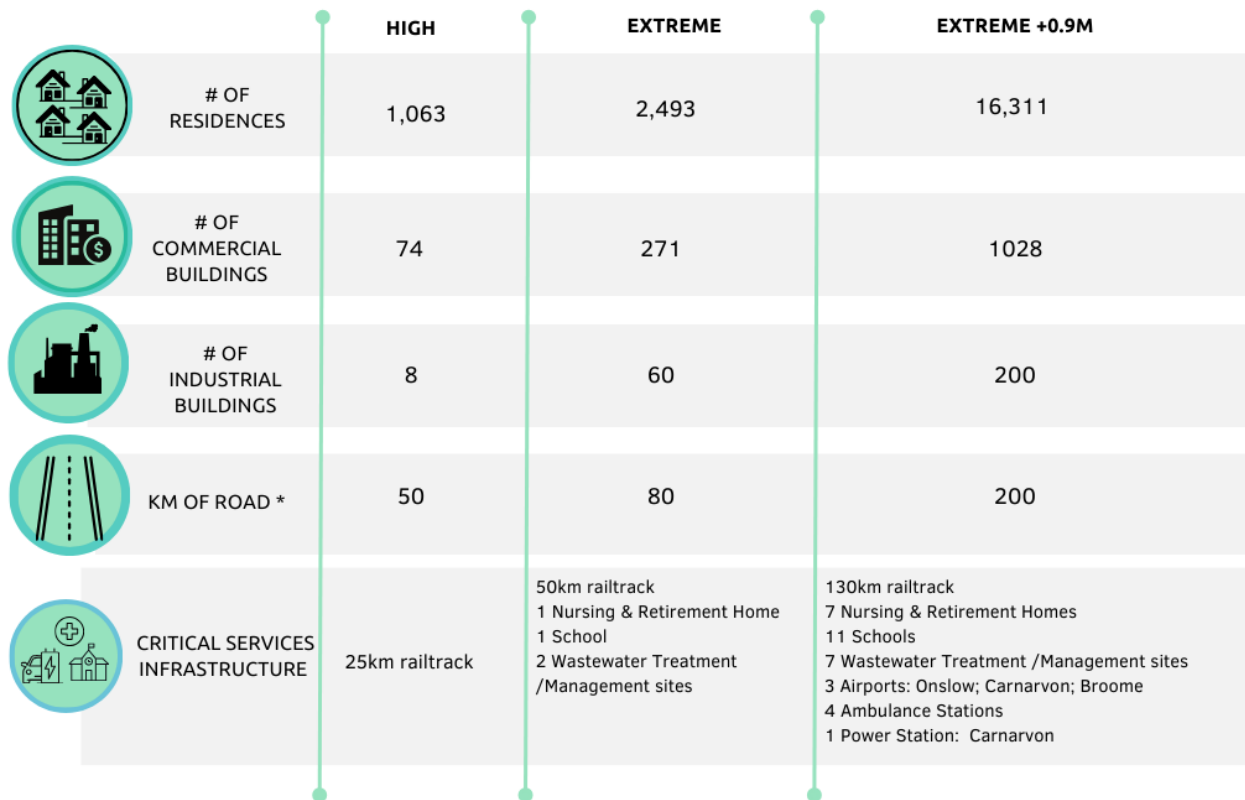 HIGH
EXTREME
EXTREME +0.9M
# OF
RESIDENCES
1,063
2,493
16,311
# OF
COMMERCIAL
BUILDINGS
$
74
271
1028
# OF
INDUSTRIAL
BUILDINGS
8
60
200
KM OF ROAD *
50
80
200
CRITICAL SERVICES
INFRASTRUCTURE
25km railtrack
50km railtrack
1 Nursing & Retirement Home
1 School
2 Wastewater Treatment
/Management sites
130km railtrack
7 Nursing & Retirement Homes
11 Schools
7 Wastewater Treatment /Management sites
3 Airports: Onslow; Carnarvon; Broome
4 Ambulance Stations
1 Power Station: Carnarvon